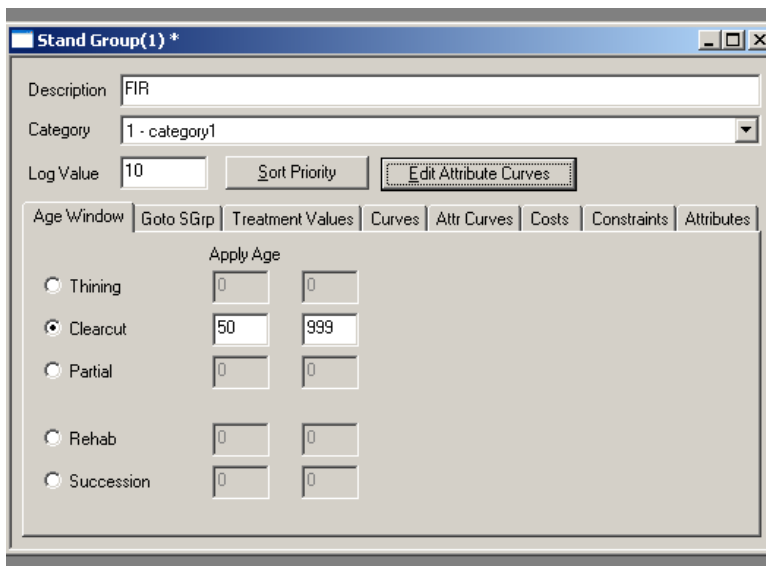 Stand Group(1) *
Description FIR
Category 1 - category1
Log Value 10 Sort Priority Edit Attribute Curves
Age Window Goto SGrp Treatment Values Curves Attr Curves Costs Constraints Attributes
Apply Age
Thining 0 0
Clearcut 50 999
Partial 0 0
Rehab 0 0
Succession 0 0